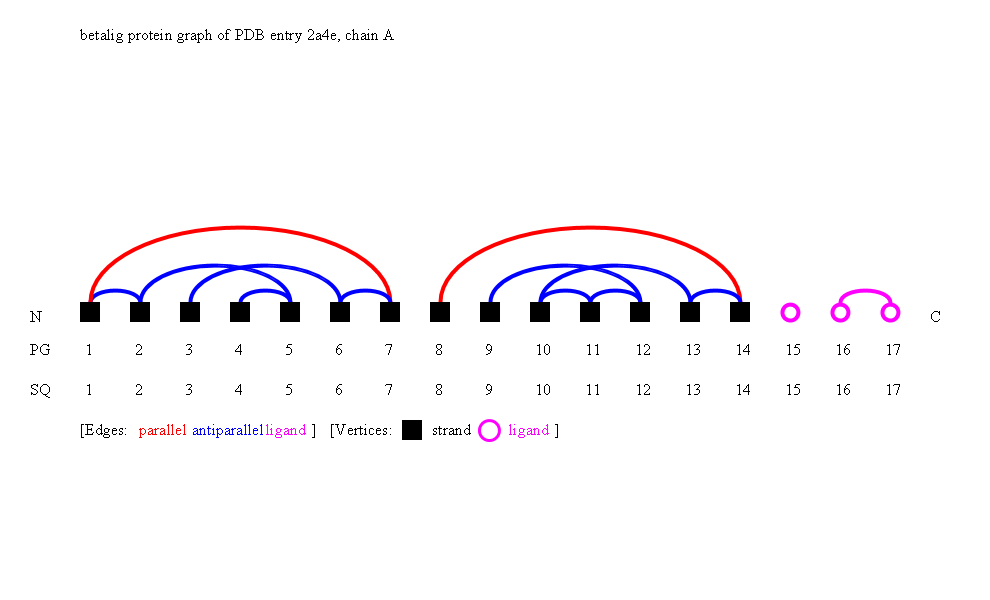 betalig protein graph of PDB entry 2a4e, chain A
N C
PG 1 2 3 4 5 6 7 8 9 10 11 12 13 14 15 16 17
SQ 1 2 3 4 5 6 7 8 9 10 11 12 13 14 15 16 17
[Edges: parallel antiparallel ligand ] [Vertices: strand ligand ]